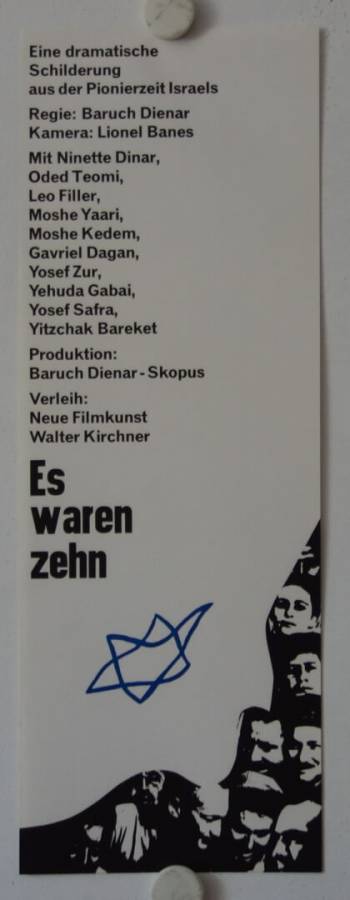 Eine dramatische
Schilderung
aus der Pionierzeit Israels
Regie: Baruch Dienar
Kamera: Lionel Banes
Mit Ninette Dinar,
Oded Teomi,
Leo Filler,
Moshe Yaari,
Moshe Kedem,
Gavriel Dagan,
Yosef Zur,
Yehuda Gabai,
Yosef Safra,
Yitzchak Bareket
Produktion:
Baruch Dienar-Skopus
Verleih:
Neue Filmkunst
Walter Kirchner
Es
waren
zehn